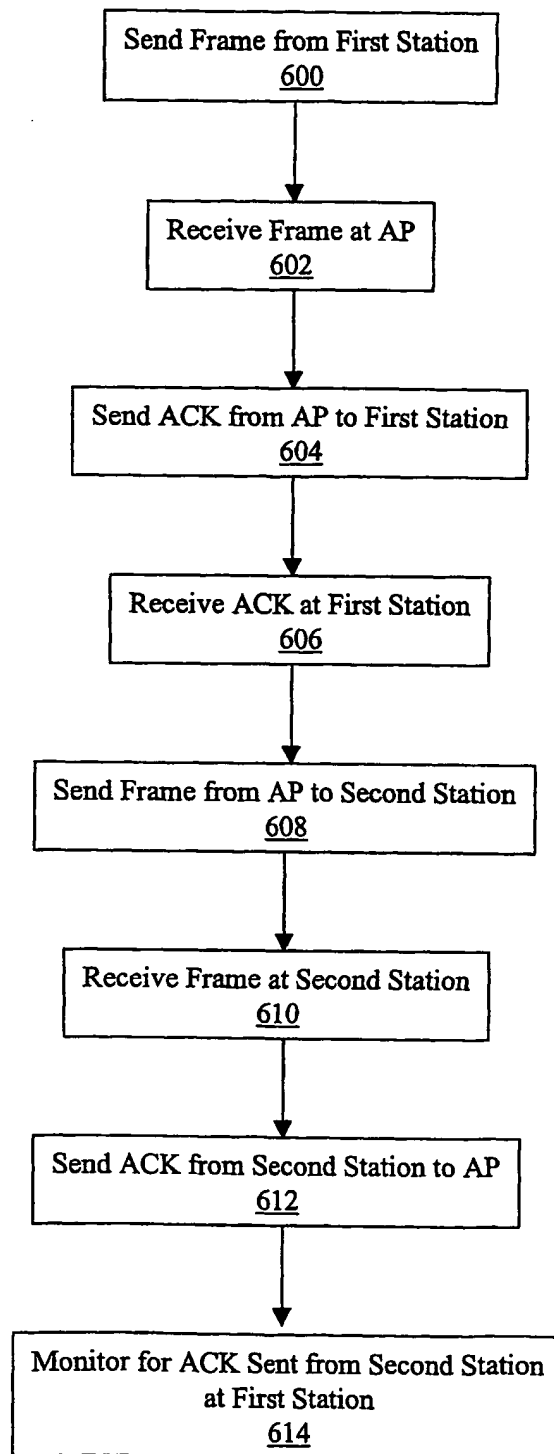 Send Frame from First Station
600
Receive Frame at AP
602
Send ACK from AP to First Station
604
Receive ACK at First Station
606
Send Frame from AP to Second Station
608
Receive Frame at Second Station
610
Send ACK from Second Station to AP
612
Monitor for ACK Sent from Second Station
at First Station
614